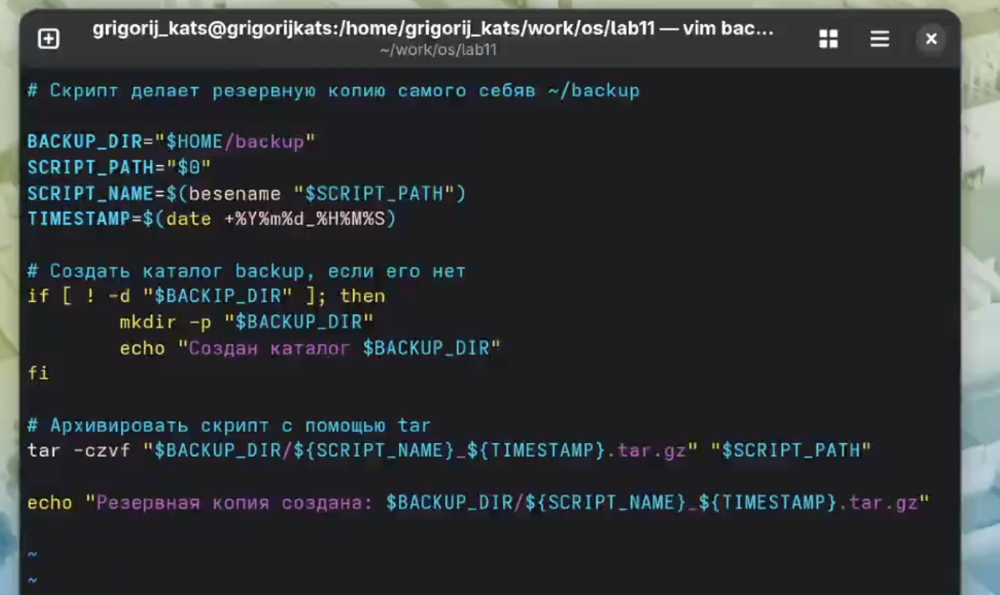 grigorij_kats@grigorijkats:/home/grigorij_kats/work/os/lab11 — vim bac...
~/work/os/lab11
# Скрипт делает резервную копию самого себяв ~/backup
BACKUP_DIR="$HOME/backup"
SCRIPT_PATH="$0"
SCRIPT_NAME=$(besename "$SCRIPT_PATH")
TIMESTAMP=$(date +%Y%m%d_%H%M%S)
# Создать каталог backup, если его нет
if [ ! -d "$BACKIP_DIR" ]; then
        mkdir -p "$BACKUP_DIR"
        echo "Создан каталог $BACKUP_DIR"
fi
# Архивировать скрипт с помощью tar
tar -czvf "$BACKUP_DIR/${SCRIPT_NAME}_${TIMESTAMP}.tar.gz" "$SCRIPT_PATH"
echo "Резервная копия создана: $BACKUP_DIR/${SCRIPT_NAME}_${TIMESTAMP}.tar.gz"
~
~